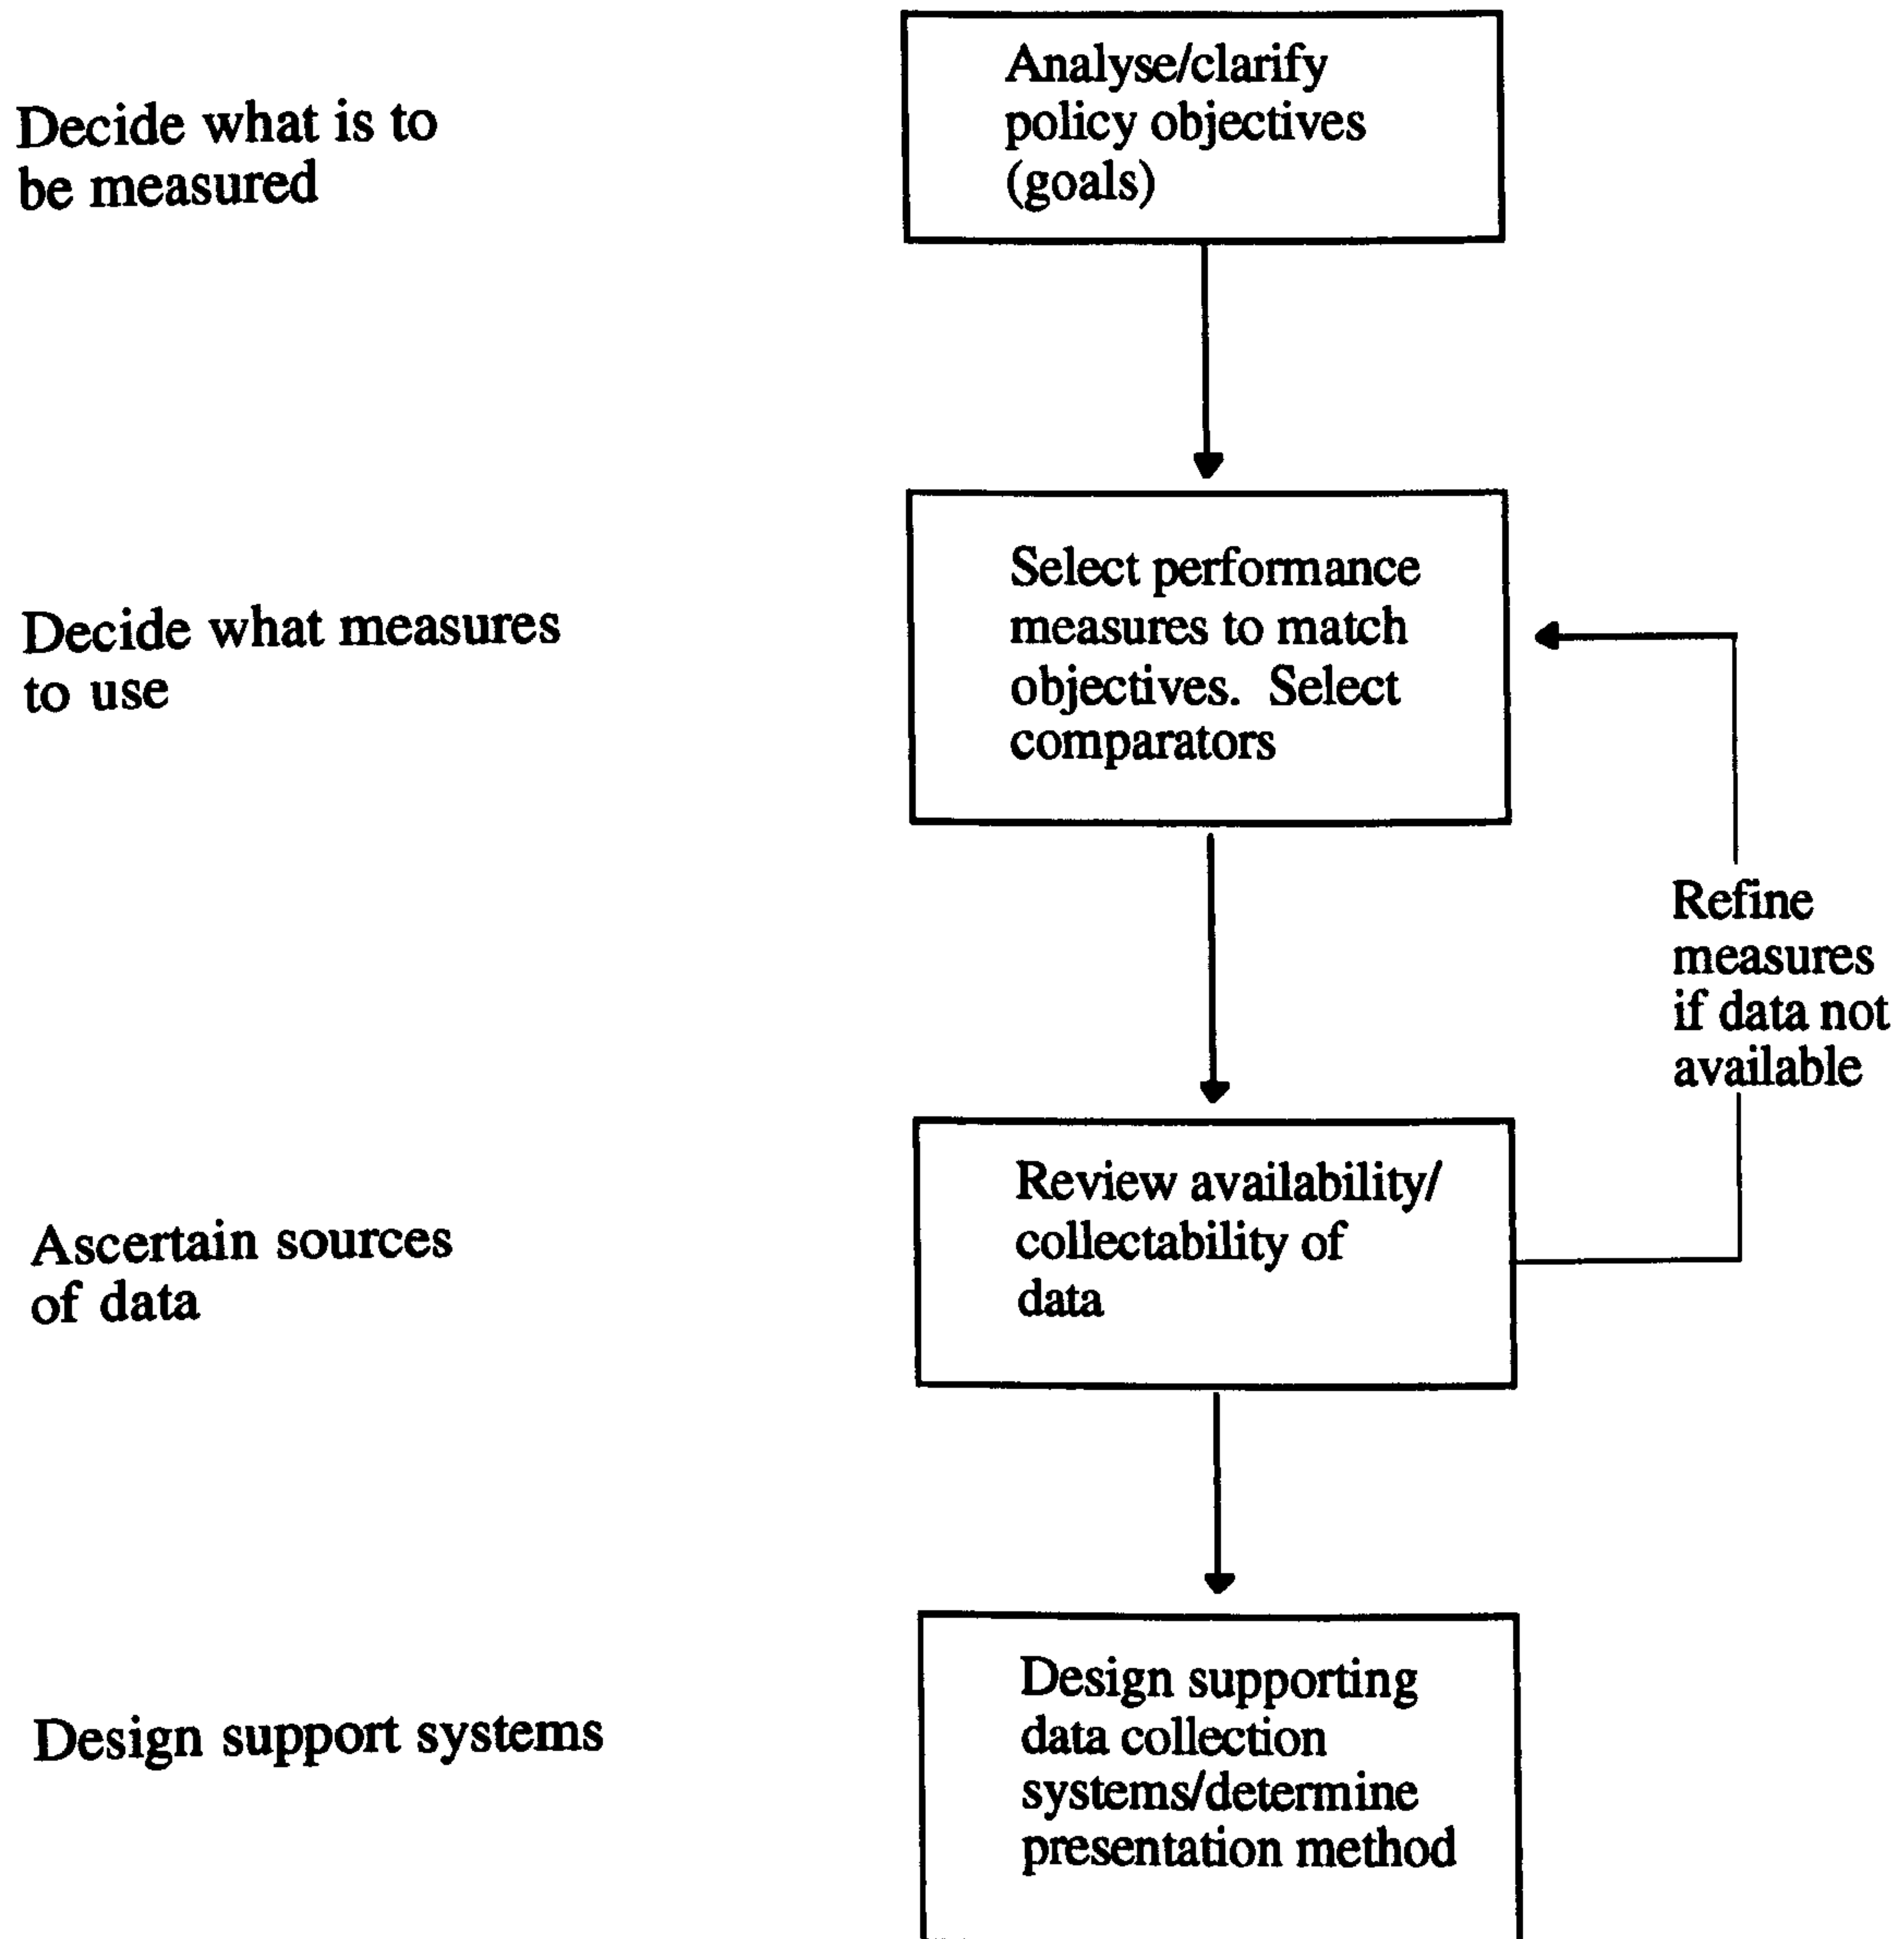 Decide what is to
be measured
Analyse/clarify
policy objectives
(goals)
Decide what measures
to use
Select performance
measures to match
objectives. Select
comparators
Refine
measures
if data not
available
Ascertain sources
of data
Review availability/
collectability of
data
Design support systems
Design supporting
data collection
systems/determine
presentation method